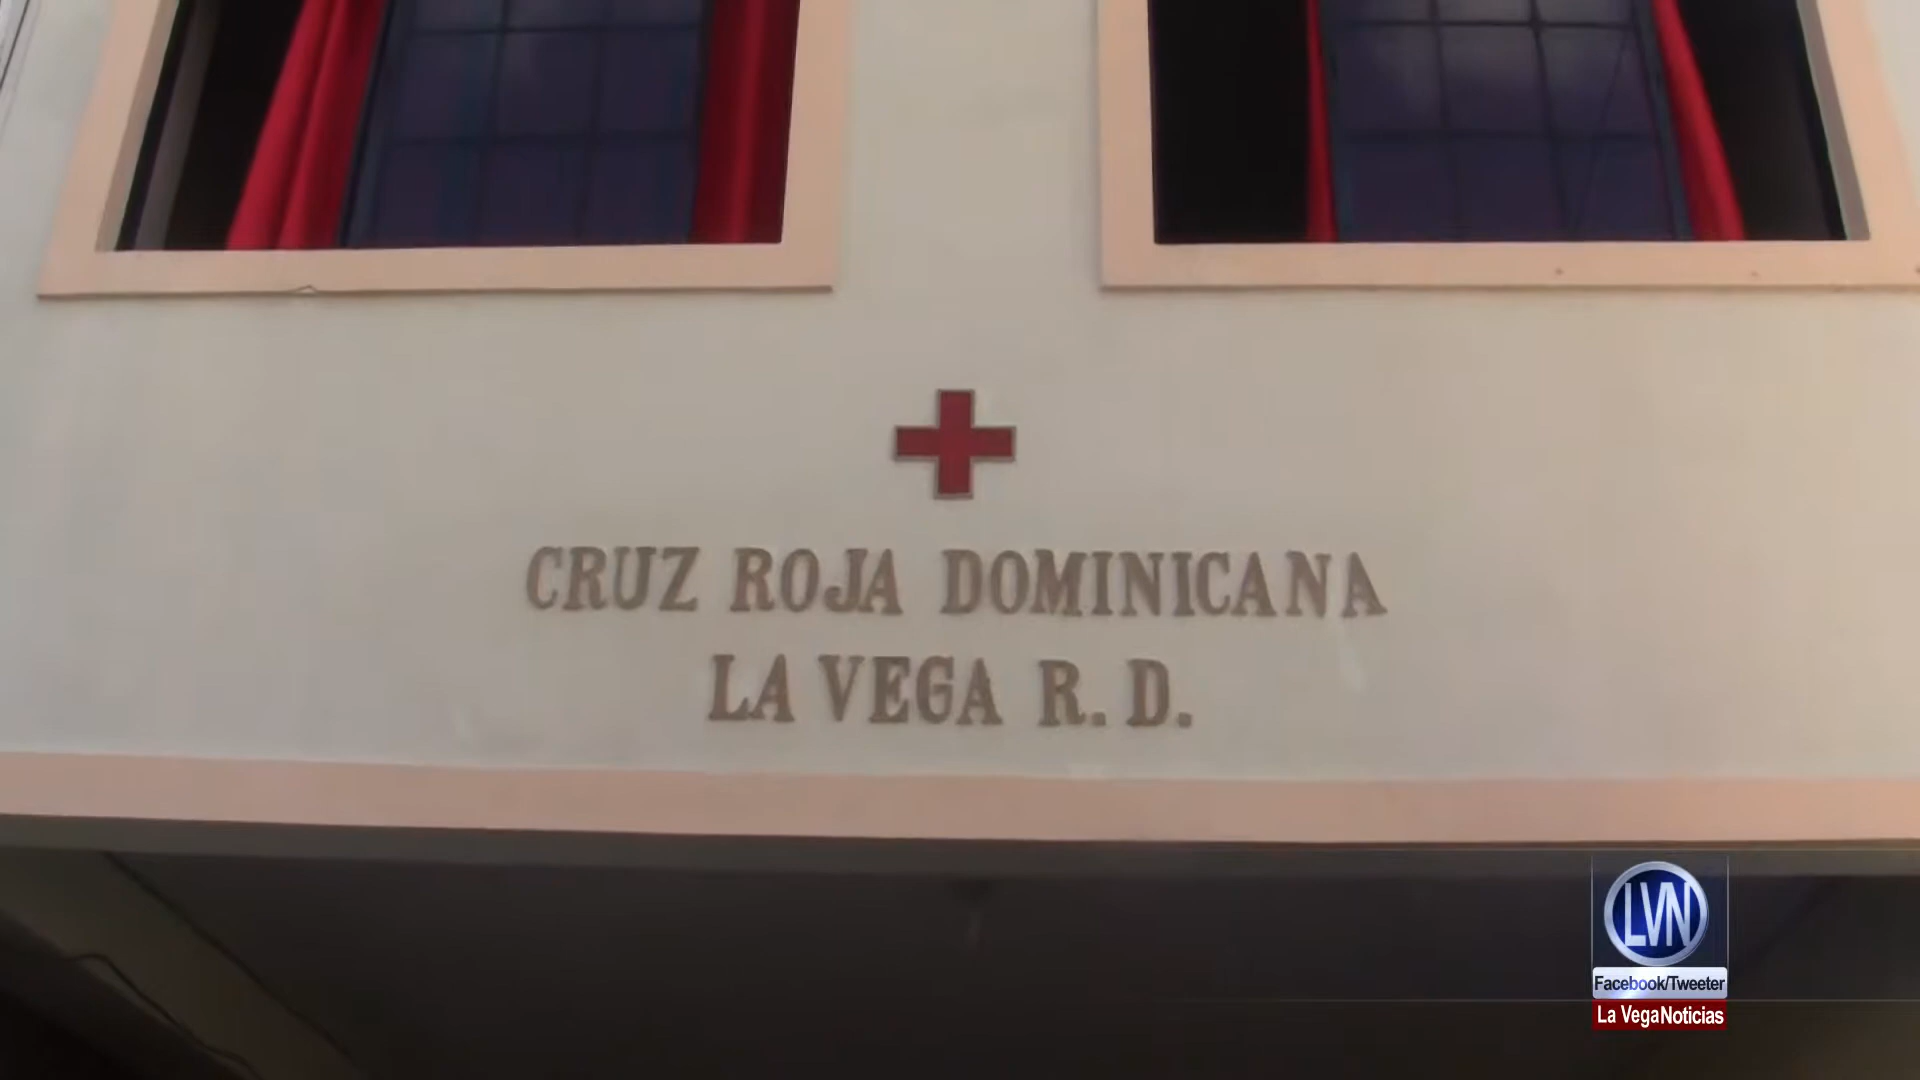 CRUZ ROJA DOMINICANA
LA VEGA R. D.
LVN
Facebook/Tweeter
La VegaNoticias